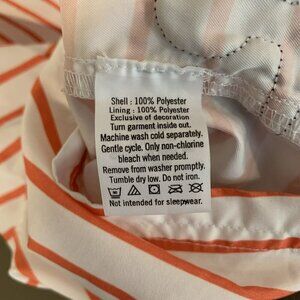 Shell : 100% Polyester
Lining : 100% Polyester
Exclusive of decoration
Turn garment inside out.
Machine wash cold separately.
Gentle cycle. Only non-chlorine
bleach when needed.
Remove from washer promptly.
Tumble dry low. Do not iron.
Not intended for sleepwear.